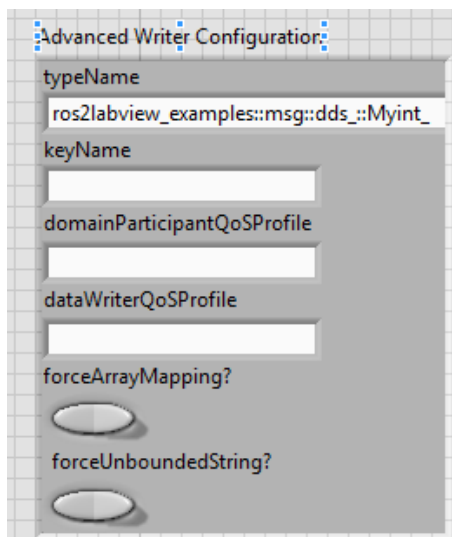 Advanced Writer Configuration:
typeName
ros2labview_examples::msg::dds_::Myint_
keyName
domainParticipantQoSProfile
dataWriterQoSProfile
forceArrayMapping?
forceUnboundedString?